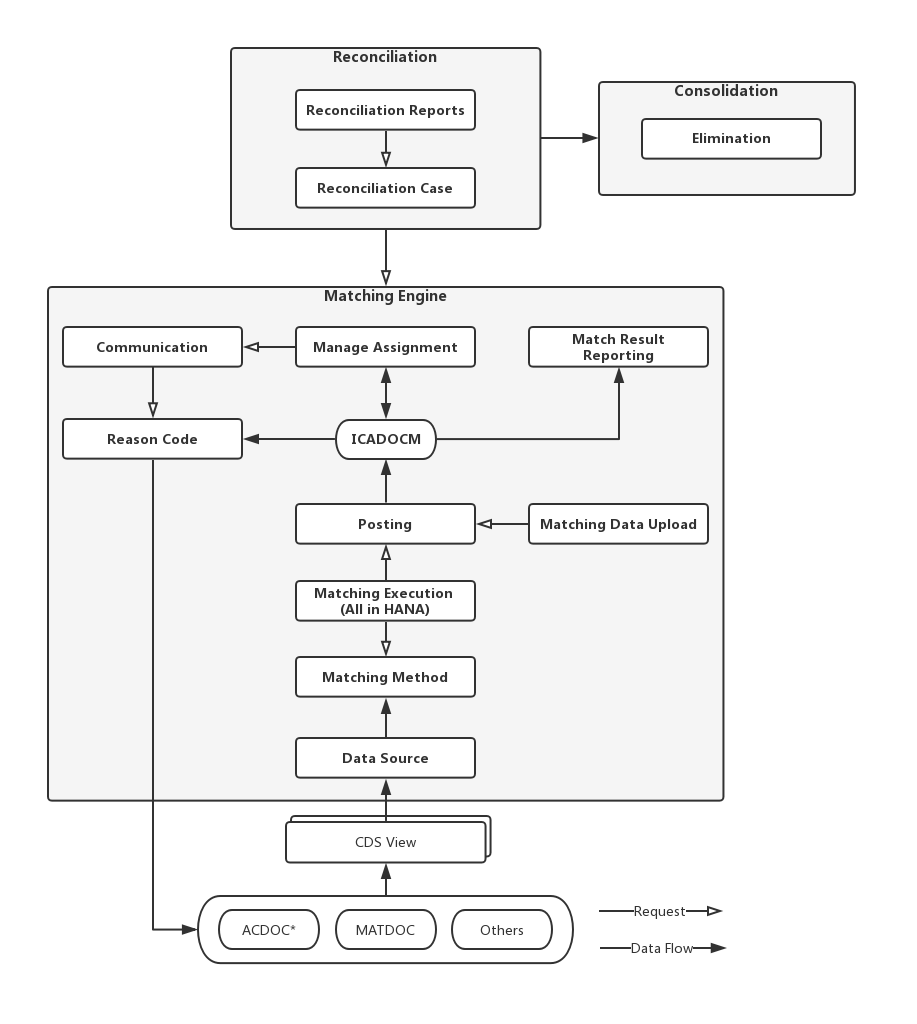 Reconciliation
Reconciliation Reports
Reconciliation Case
Consolidation
Elimination
Matching Engine
Communication
Manage Assignment
Match Result
Reporting
Reason Code
ICADOCM
Posting
Matching Data Upload
Matching Execution
(All in HANA)
Matching Method
Data Source
CDS View
ACDOC*
MATDOC
Others
Request
Data Flow